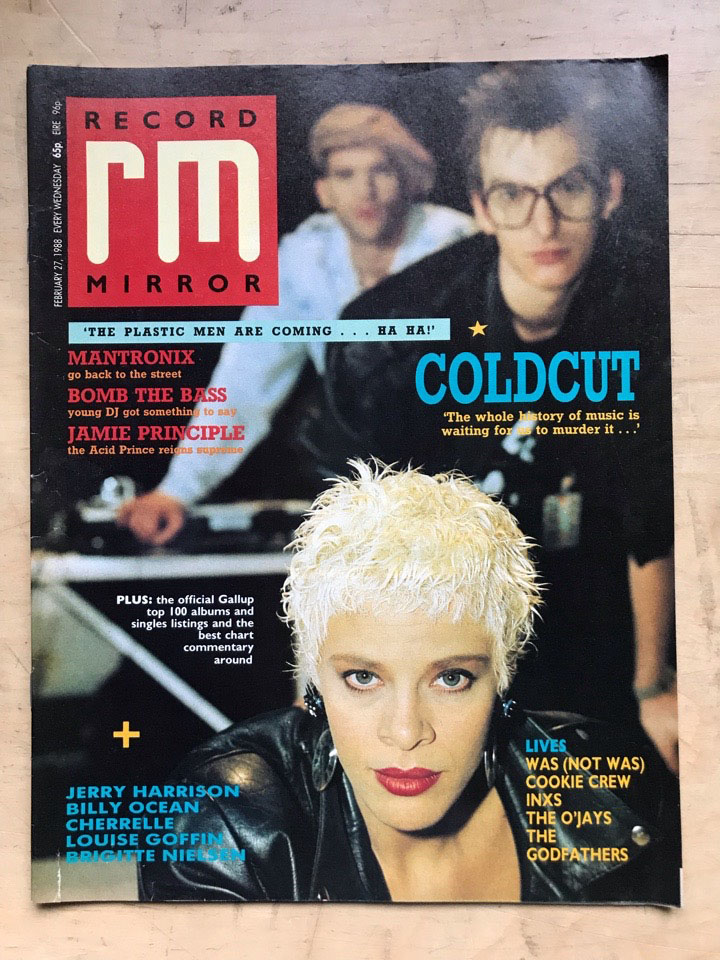 FEBRUARY 27, 1988 EVERY WEDNESDAY 65p. EIRE 96p
RECORD
rm
MIRROR
'THE PLASTIC MEN ARE COMING . . . HA HA!'
MANTRONIX
go back to the street
BOMB THE BASS
young DJ got something to say
JAMIE PRINCIPLE
the Acid Prince reigns supreme
COLDCUT
'The whole history of music is
waiting for us to murder it . . .'
PLUS: the official Gallup
top 100 albums and
singles listings and the
best chart
commentary
around
+
JERRY HARRISON
BILLY OCEAN
CHERRELLE
LOUISE GOFFIN
BRIGITTE NIELSEN
LIVES
WAS (NOT WAS)
COOKIE CREW
INXS
THE O'JAYS
THE
GODFATHERS